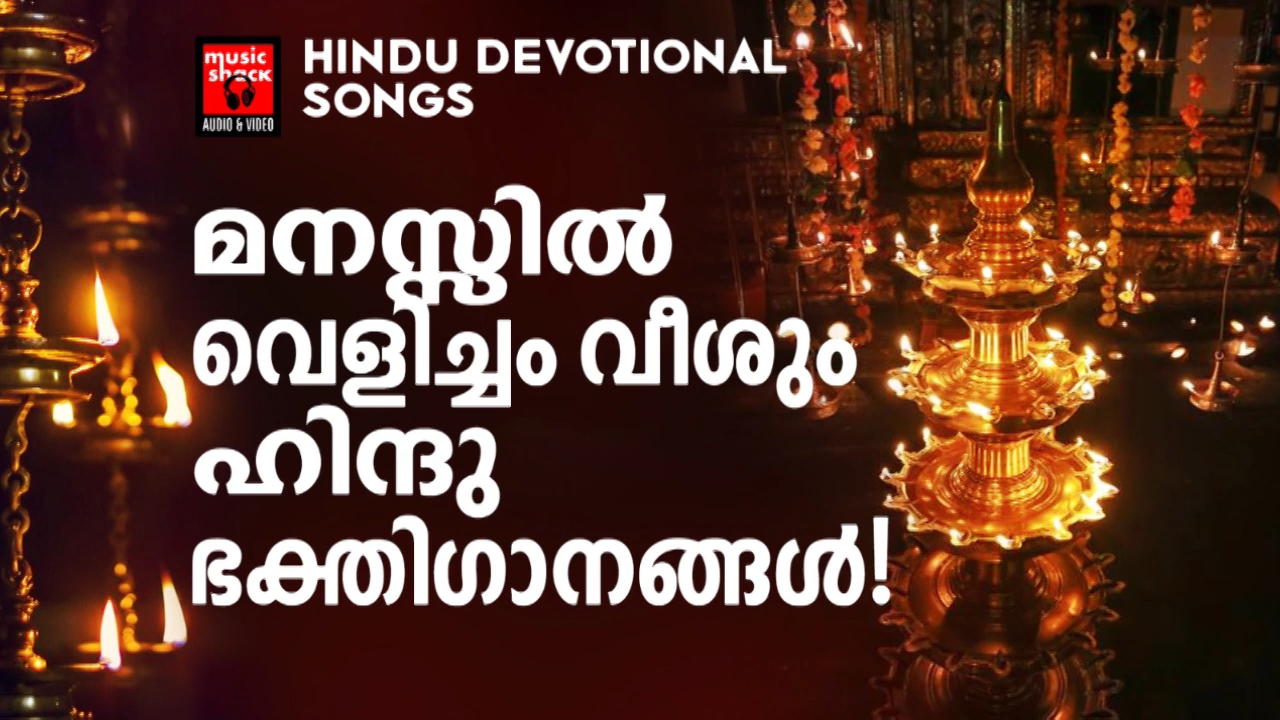 music
shack
AUDIO & VIDEO
HINDU DEVOTIONAL
SONGS
മനസ്സിൽ
വെളിച്ചം വീശും
ഹിന്ദു
ഭക്തിഗാനങ്ങൾ!